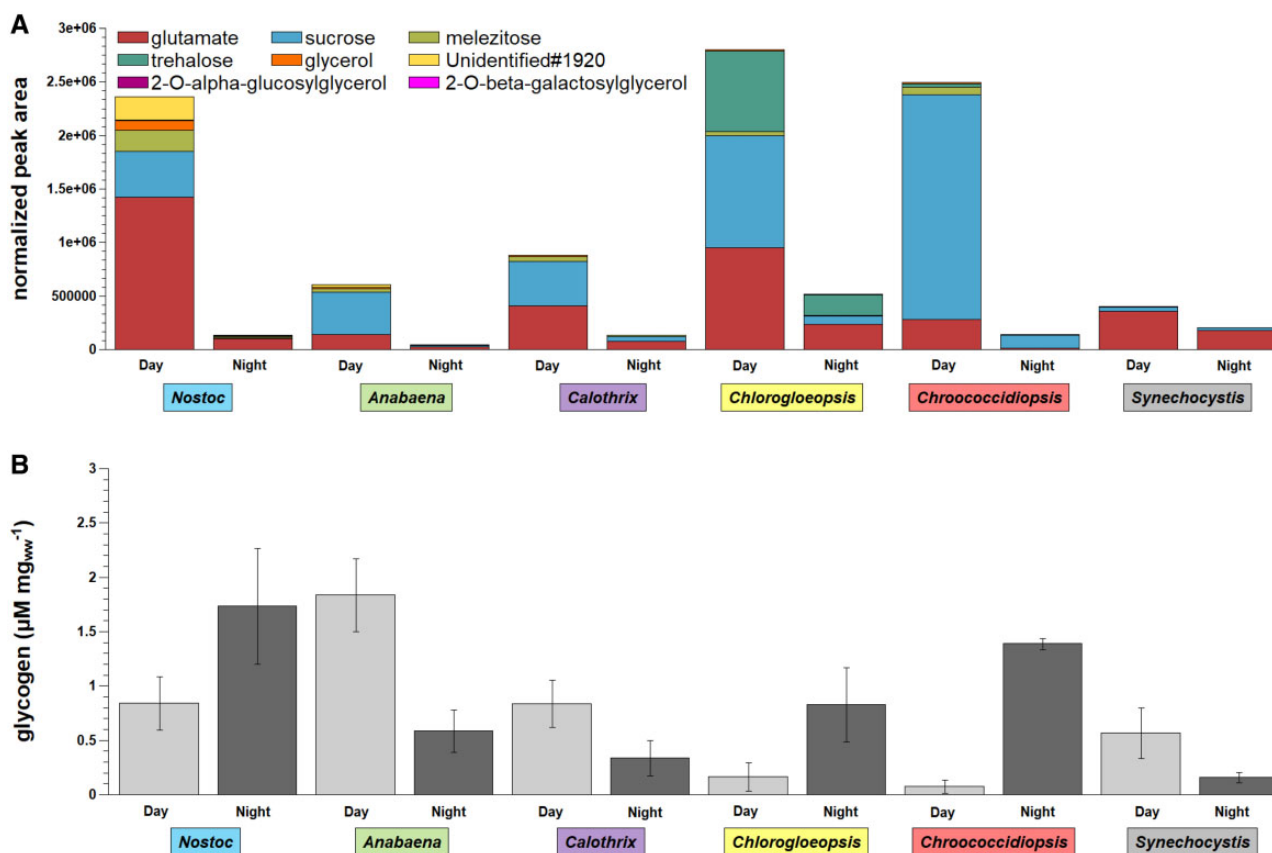 A
normalized peak area
3e+06
2.5e+06
2e+06
1.5e+06
1e+06
500000
0
glutamate sucrose melezitose
trehalose glycerol Unidentified#1920
2-O-alpha-glucosylglycerol 2-O-beta-galactosylglycerol
Day Night Day Night Day Night Day Night Day Night Day Night
Nostoc Anabaena Calothrix Chlorogloeopsis Chroococcidiopsis Synechocystis
B
glycogen (µM mgww-1)
3
2.5
2
1.5
1
0.5
0
Day Night Day Night Day Night Day Night Day Night Day Night
Nostoc Anabaena Calothrix Chlorogloeopsis Chroococcidiopsis Synechocystis